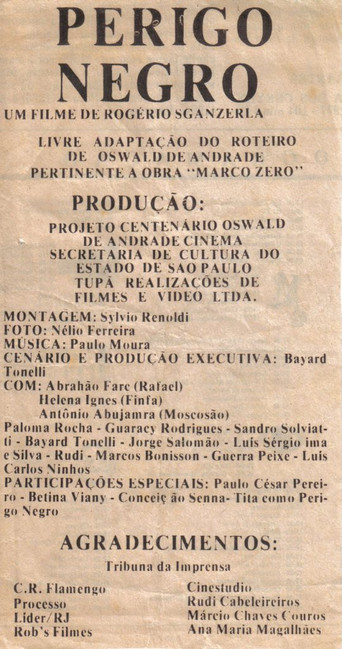 PERIGO
NEGRO
UM FILME DE ROGÉRIO SGANZERLA
LIVRE ADAPTAÇÃO DO ROTEIRO
DE OSWALD DE ANDRADE
PERTINENTE A OBRA "MARCO ZERO"
PRODUÇÃO:
PROJETO CENTENÁRIO OSWALD
DE ANDRADE CINEMA
SECRETARIA DE CULTURA DO
ESTADO DE SAO PAULO
TUPÃ REALIZAÇÕES DE
FILMES E VIDEO LTDA.
MONTAGEM: Sylvio Renoldi
FOTO: Nélio Ferreira
MÚSICA: Paulo Moura
CENÁRIO E PRODUÇÃO EXECUTIVA: Bayard
Tonelli
COM: Abrahão Farc (Rafael)
Helena Ignes (Finfa)
Antônio Abujamra (Moscosão)
Paloma Rocha - Guaracy Rodrigues - Sandro Solviat-
ti - Bayard Tonelli - Jorge Salomão - Luis Sérgio ima
e Silva - Rudi - Marcos Bonisson - Guerra Peixe - Luis
Carlos Ninhos
PARTICIPAÇÕES ESPECIAIS: Paulo César Perei-
ro - Betina Viany - Conceiç ão Senna- Tita como Peri-
go Negro
AGRADECIMENTOS:
Tribuna da Imprensa
C.R. Flamengo
Processo
Lider/RJ
Rob's Filmes
Cinestudio
Rudi Cabeleireiros
Márcio Chaves Couros
Ana Maria Magalhães